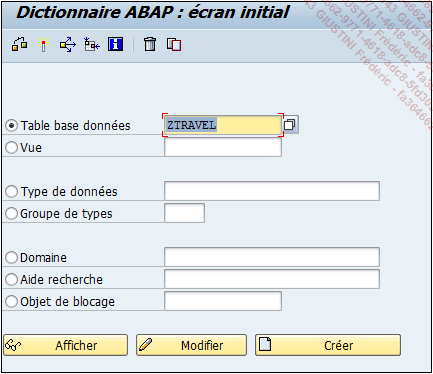 Dictionnaire ABAP : écran initial
Table base données
ZTRAVEL
Vue
Type de données
Groupe de types
Domaine
Aide recherche
Objet de blocage
Afficher
Modifier
Créer